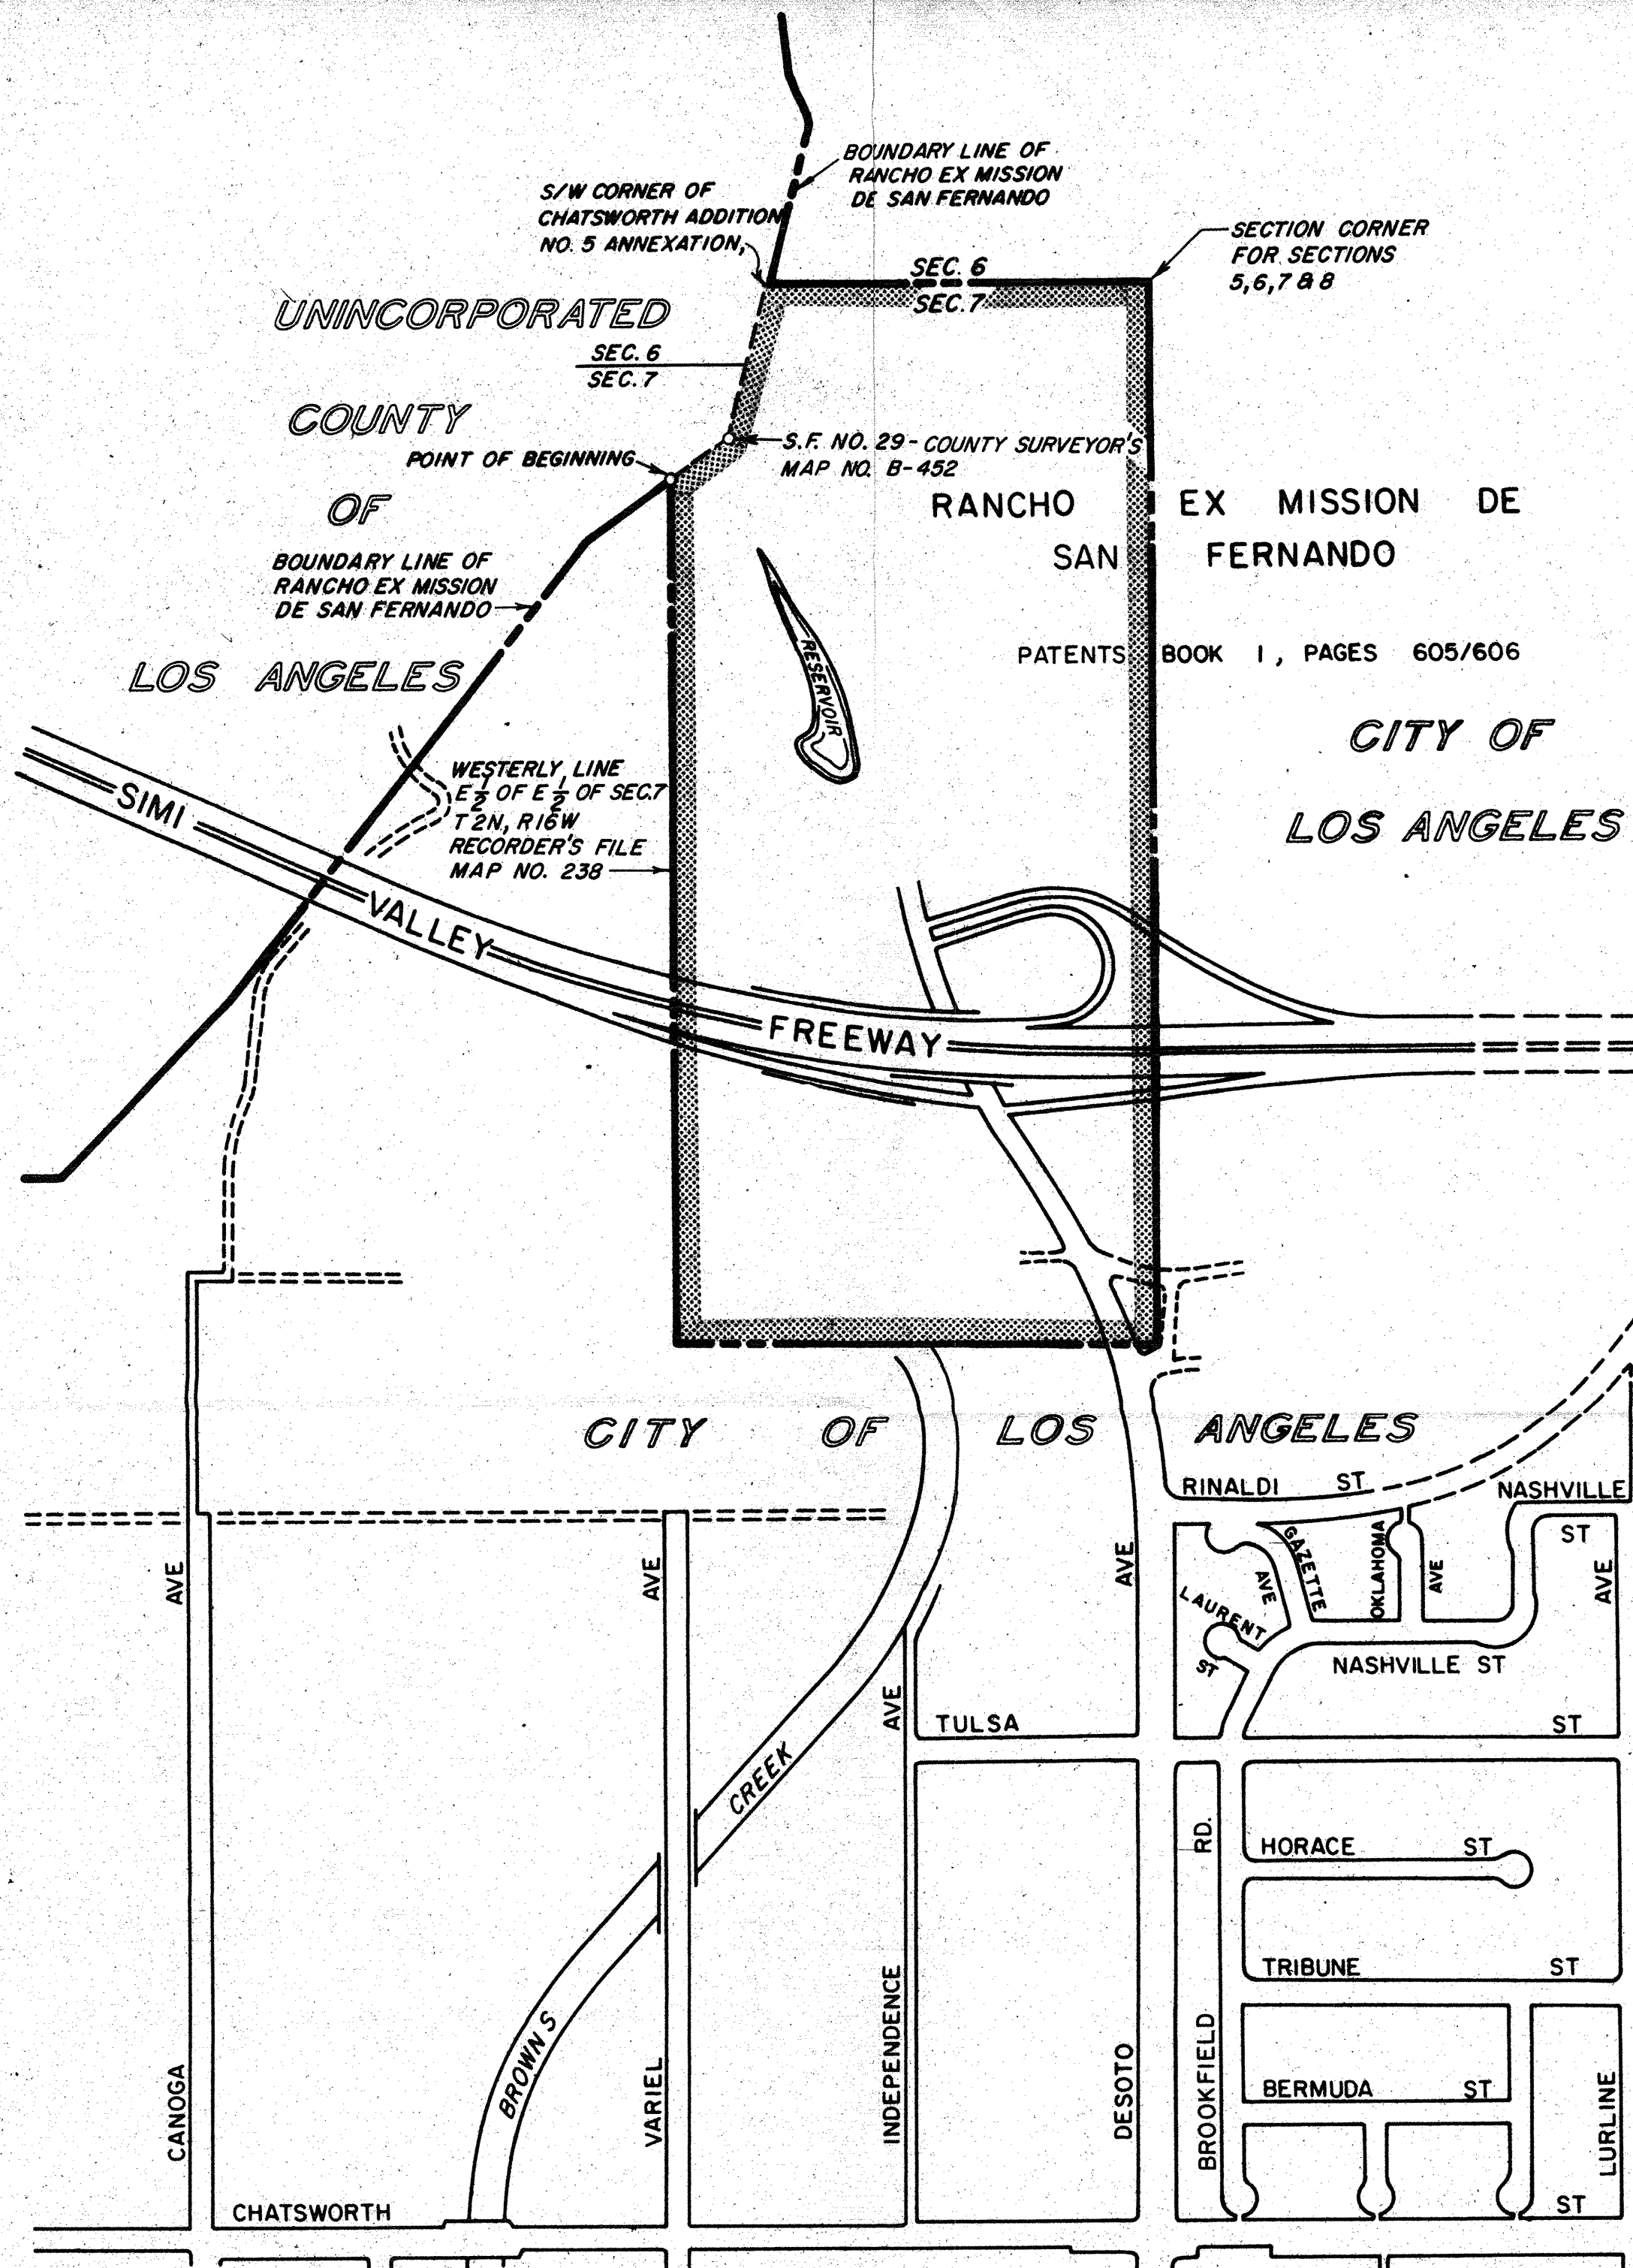 BOUNDARY LINE OF
RANCHO EX MISSION
DE SAN FERNANDO
S/W CORNER OF
CHATSWORTH ADDITION
NO. 5 ANNEXATION,
SECTION CORNER
FOR SECTIONS
5,6,7 & 8
SEC. 6
SEC. 7
UNINCORPORATED
SEC. 6
SEC. 7
COUNTY
POINT OF BEGINNING
S.F. NO. 29 - COUNTY SURVEYOR'S
MAP NO. B-452
OF
RANCHO EX MISSION DE
SAN FERNANDO
BOUNDARY LINE OF
RANCHO EX MISSION
DE SAN FERNANDO
RESERVOIR
PATENTS BOOK 1, PAGES 605/606
LOS ANGELES
CITY OF
LOS ANGELES
WESTERLY LINE
E 1/2 OF E 1/2 OF SEC.7
T 2N, R16W
RECORDER'S FILE
MAP NO. 238
SIMI
VALLEY
FREEWAY
CITY OF LOS ANGELES
RINALDI ST
NASHVILLE
ST
AVE
AVE
AVE
GAZETTE
AVE
OKLAHOMA
AVE
AVE
LAURENT
ST
NASHVILLE ST
AVE
TULSA
ST
CREEK
RD.
HORACE ST
TRIBUNE ST
BROWNS
INDEPENDENCE
BERMUDA ST
CANOGA
VARIEL
DESOTO
BROOKFIELD
LURLINE
CHATSWORTH
ST